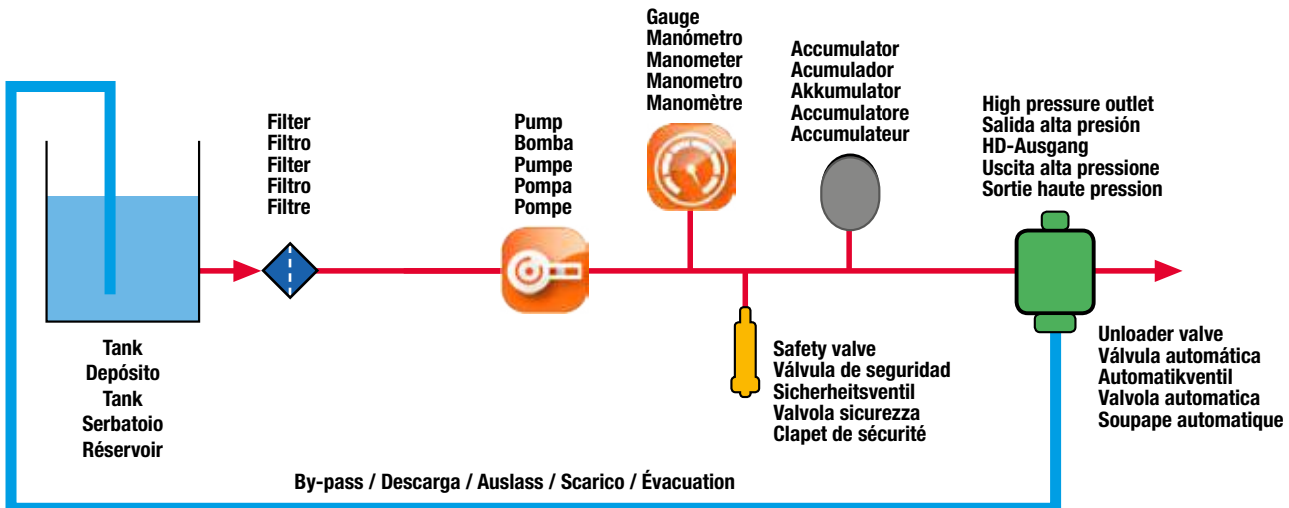 Gauge
Manómetro
Manometer
Manometro
Manomètre
Accumulator
Acumulador
Akkumulator
Accumulatore
Accumulateur
High pressure outlet
Salida alta presión
HD-Ausgang
Uscita alta pressione
Sortie haute pression
Filter
Filtro
Filter
Filtro
Filtre
Pump
Bomba
Pumpe
Pompa
Pompe
Tank
Depósito
Tank
Serbatoio
Réservoir
Safety valve
Válvula de seguridad
Sicherheitsventil
Valvola sicurezza
Clapet de sécurité
Unloader valve
Válvula automática
Automatikventil
Valvola automatica
Soupape automatique
By-pass / Descarga / Auslass / Scarico / Évacuation